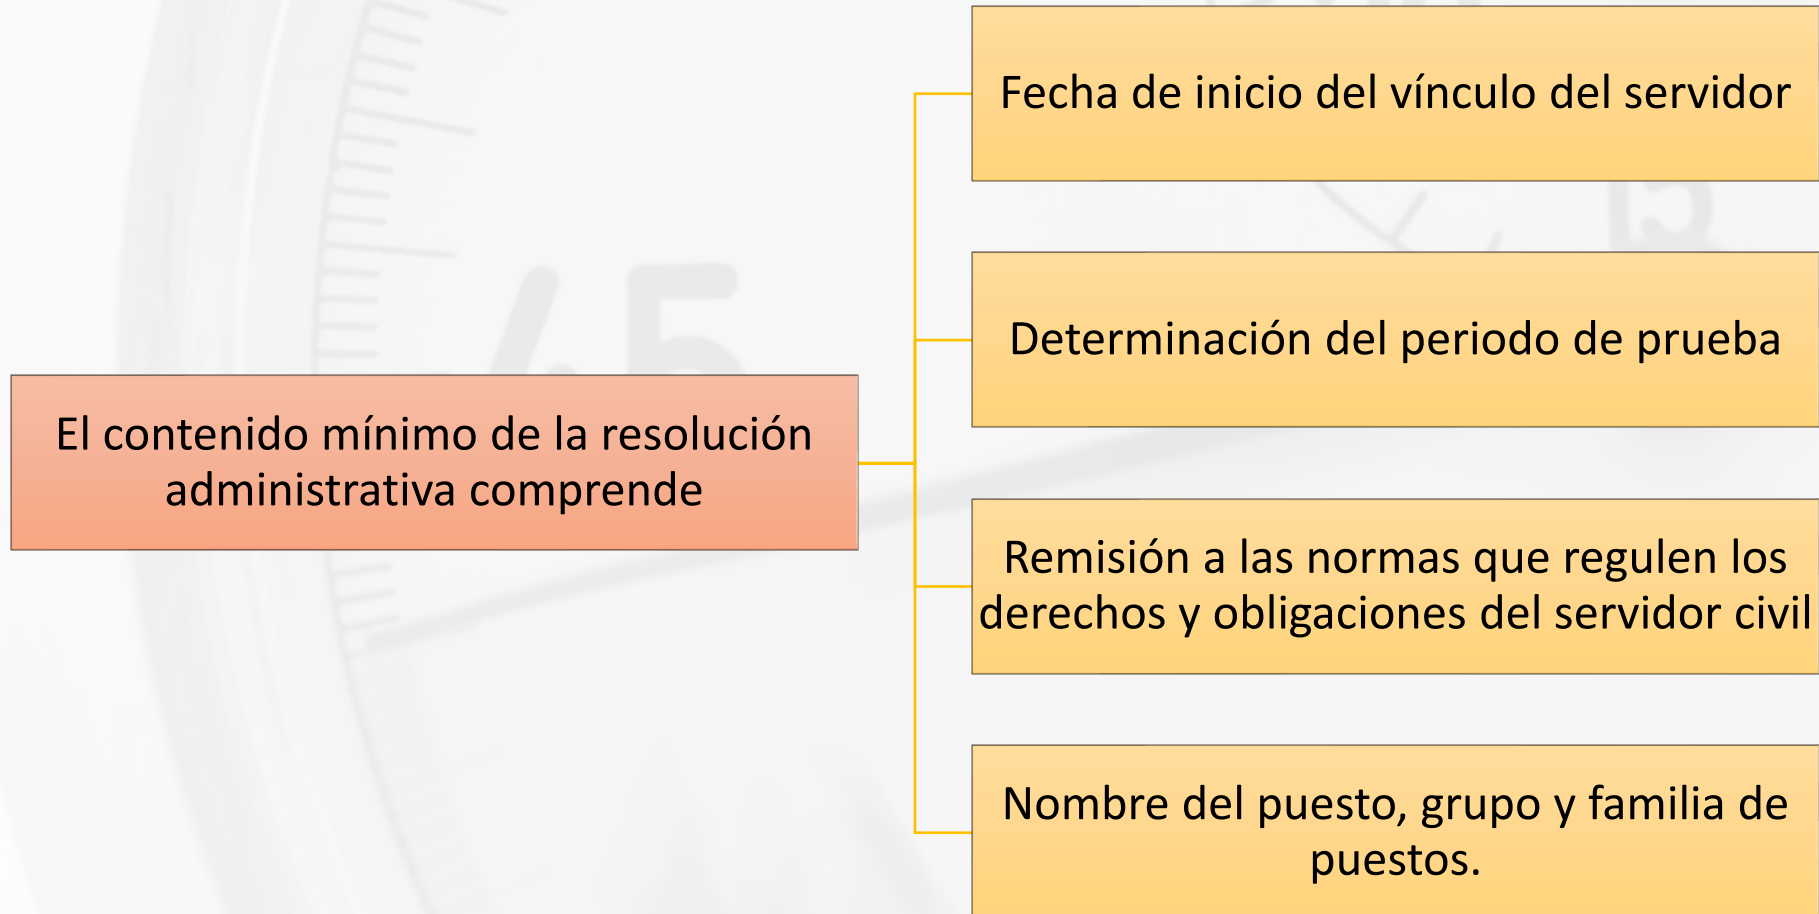 Fecha de inicio del vínculo del servidor
Determinación del periodo de prueba
El contenido mínimo de la resolución
administrativa comprende
Remisión a las normas que regulen los
derechos y obligaciones del servidor civil
Nombre del puesto, grupo y familia de
puestos.
45
15